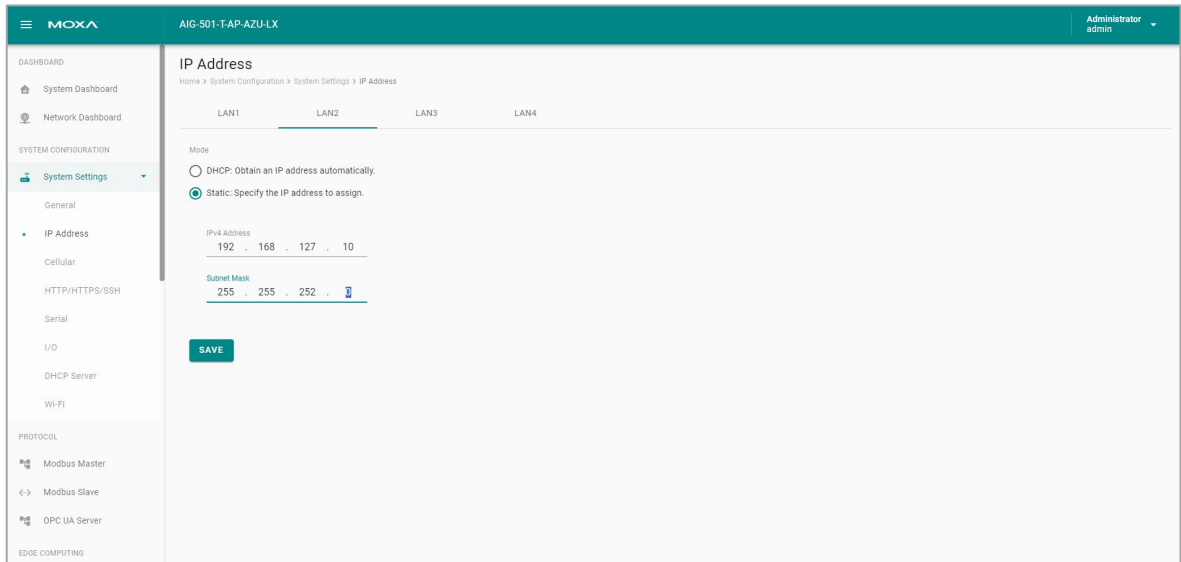 MOXA
AIG-501-T-AP-AZU-LX
Administrator
admin
DASHBOARD
System Dashboard
Network Dashboard
SYSTEM CONFIGURATION
System Settings
General
IP Address
Cellular
HTTP/HTTPS/SSH
Serial
I/O
DHCP Server
Wi-Fi
PROTOCOL
Modbus Master
Modbus Slave
OPC UA Server
EDGE COMPUTING
IP Address
Home > System Configuration > System Settings > IP Address
LAN1 LAN2 LAN3 LAN4
Mode
DHCP: Obtain an IP address automatically.
Static: Specify the IP address to assign.
IPv4 Address
192 . 168 . 127 . 10
Subnet Mask
255 . 255 . 252 . 0
SAVE